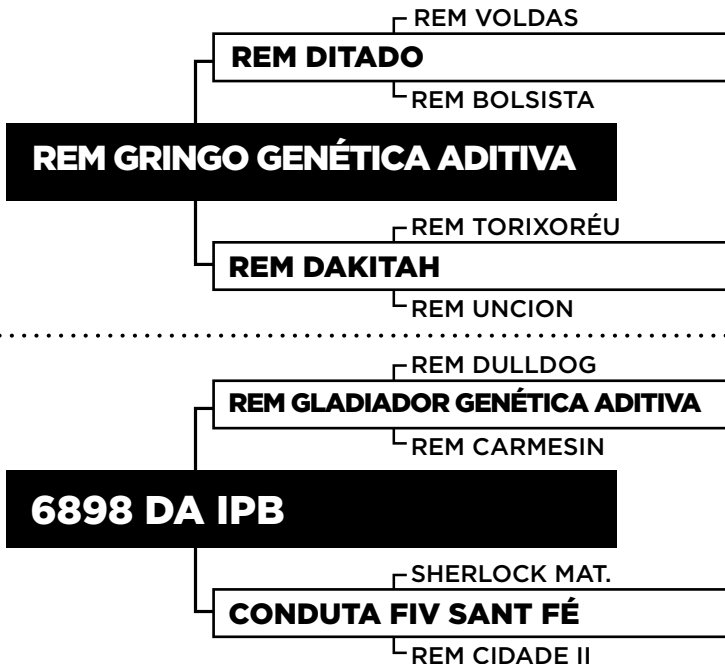 REM VOLDAS
REM DITADO
REM BOLSISTA
REM GRINGO GENÉTICA ADITIVA
REM TORIXORÉU
REM DAKITAH
REM UNCION
REM DULLDOG
REM GLADIADOR GENÉTICA ADITIVA
REM CARMESIN
6898 DA IPB
SHERLOCK MAT.
CONDUTA FIV SANT FÉ
REM CIDADE II